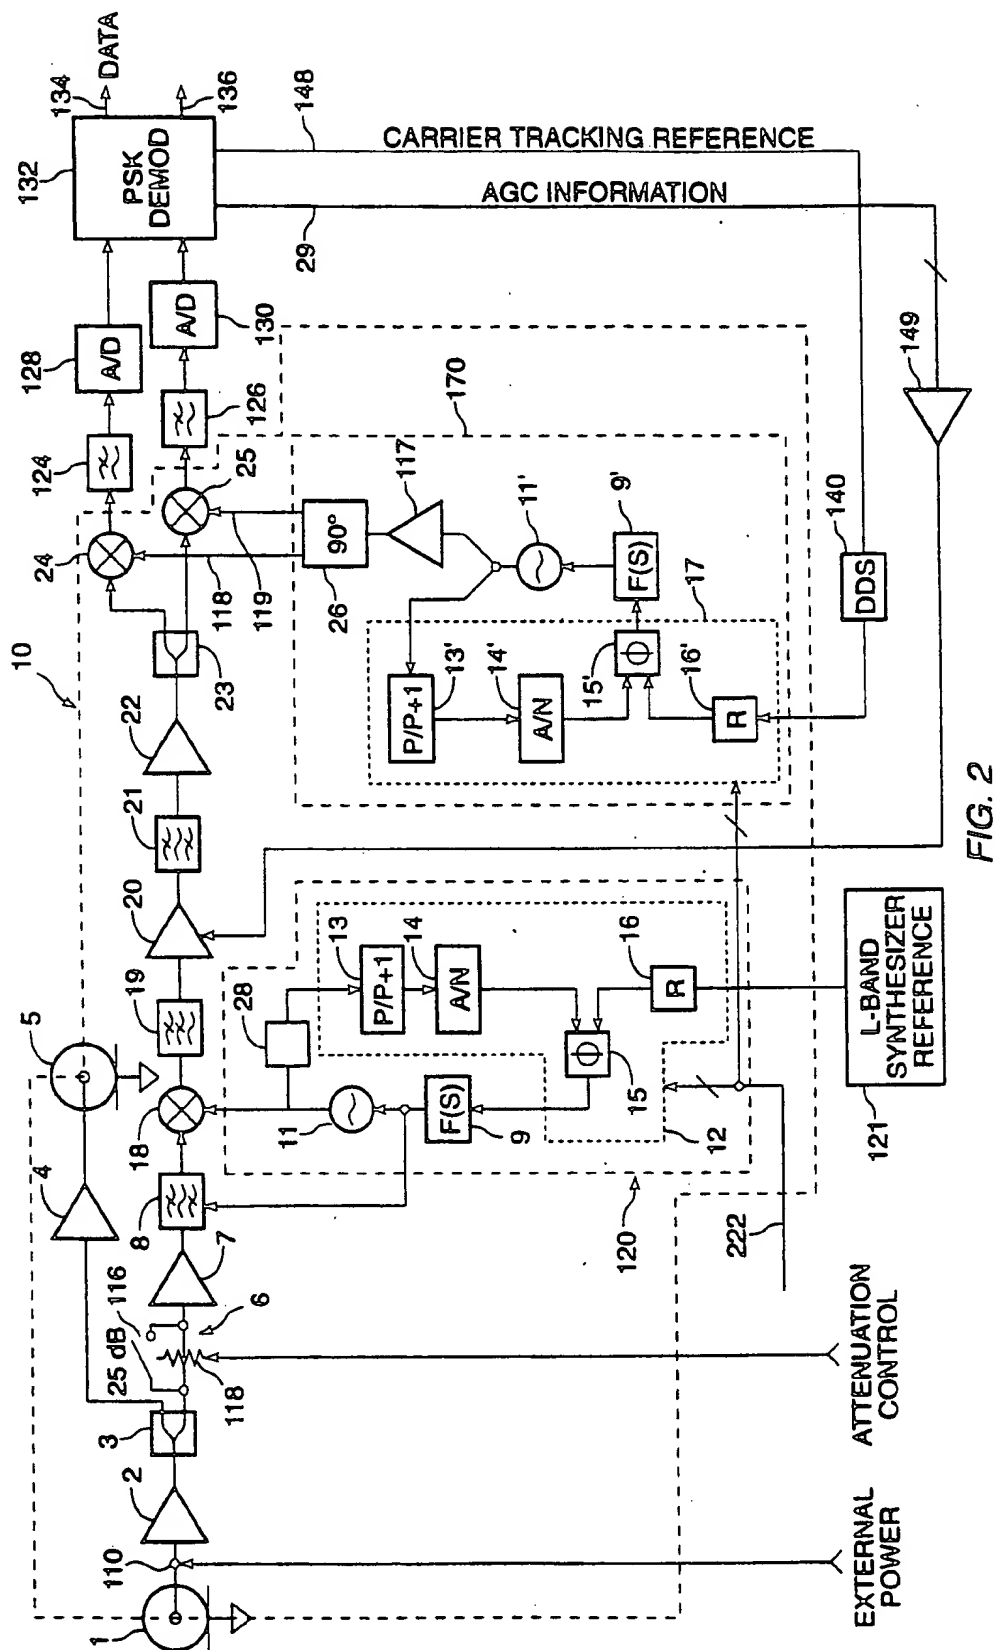 10
5
4
18
19
20
21
22
23
24
124
128
A/D
132
PSK
DEMOD
134
DATA
136
25
126
A/D
130
1
110
2
3
25 dB
116
118
6
7
8
28
11
F(S)
9
13
P/P+1
14
A/N
15
Φ
16
R
12
120
118
119
90°
26
117
170
11'
F(S)
9'
17
P/P+1
13'
14'
A/N
15'
Φ
16'
R
140
DDS
148
CARRIER TRACKING REFERENCE
AGC INFORMATION
29
149
EXTERNAL
POWER
ATTENUATION
CONTROL
222
121
L-BAND
SYNTHESIZER
REFERENCE
FIG. 2